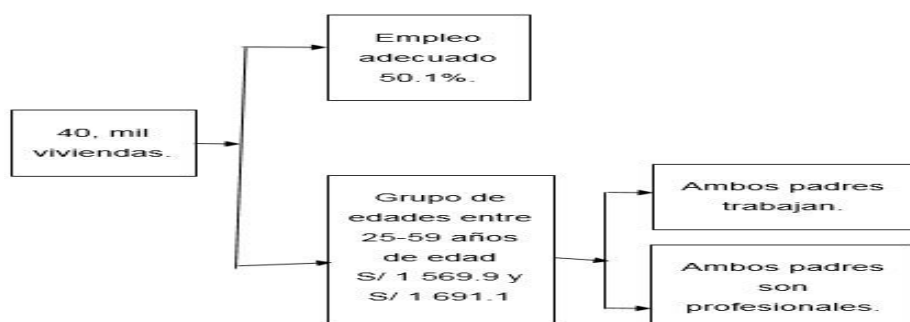 Empleo
adecuado
50.1%.
40, mil
viviendas.
Grupo de
edades entre
25-59 años
de edad
S/ 1 569.9 y
S/ 1 691.1
Ambos padres
trabajan.
Ambos padres
son
profesionales.